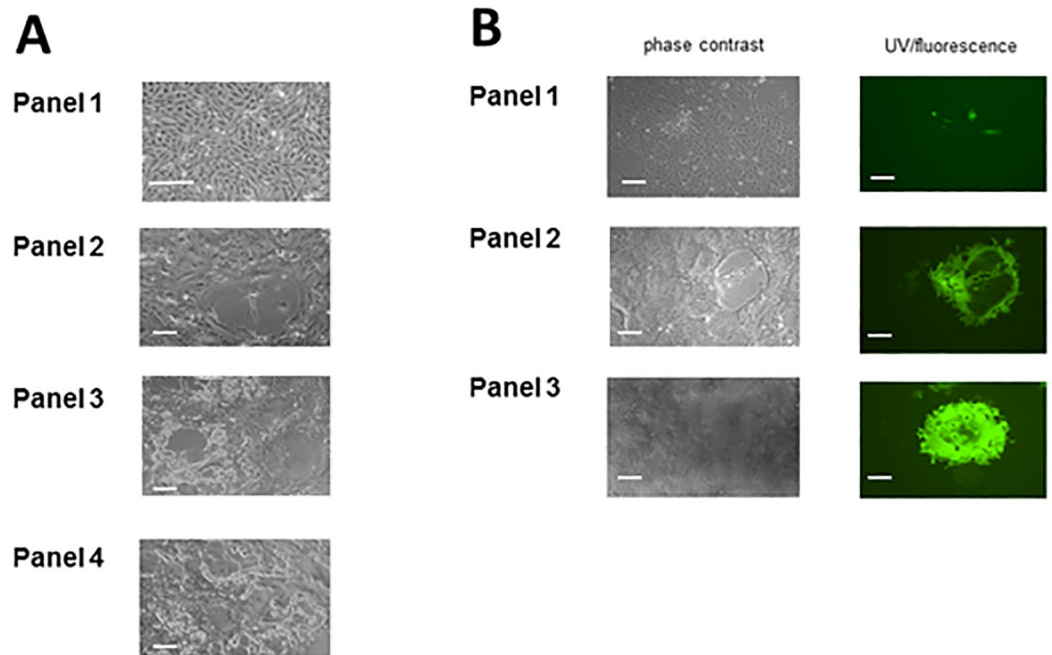 A
Panel 1
Panel 2
Panel 3
Panel 4
B
phase contrast
UV/fluorescence
Panel 1
Panel 2
Panel 3